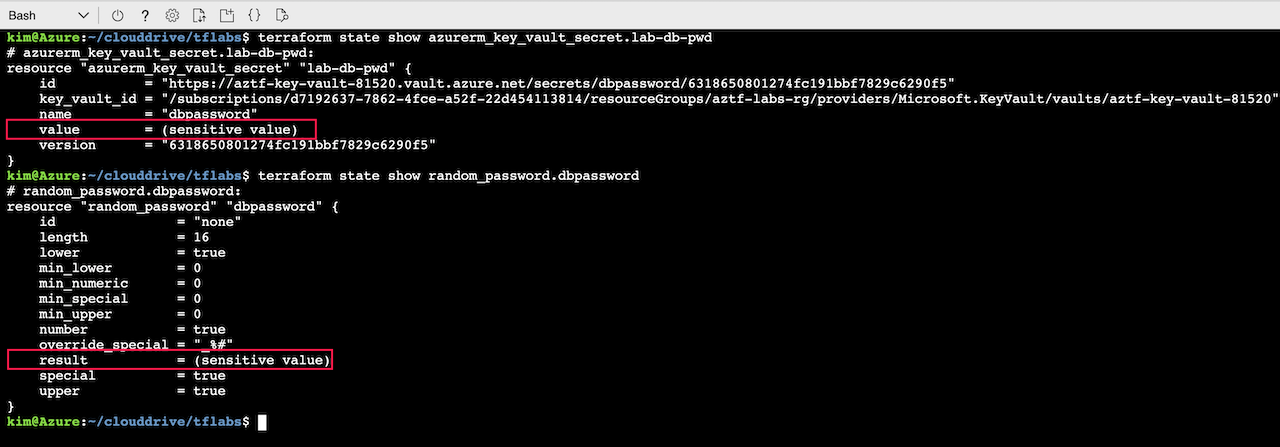 Bash ? {}
kim@Azure:~/clouddrive/tflabs$ terraform state show azurerm_key_vault_secret.lab-db-pwd
# azurerm_key_vault_secret.lab-db-pwd:
resource "azurerm_key_vault_secret" "lab-db-pwd" {
    id           = "https://aztf-key-vault-81520.vault.azure.net/secrets/dbpassword/6318650801274fc191bbf7829c6290f5"
    key_vault_id = "/subscriptions/d7192637-7862-4fce-a52f-22d454113814/resourceGroups/aztf-labs-rg/providers/Microsoft.KeyVault/vaults/aztf-key-vault-81520"
    name         = "dbpassword"
    value        = (sensitive value)
    version      = "6318650801274fc191bbf7829c6290f5"
}
kim@Azure:~/clouddrive/tflabs$ terraform state show random_password.dbpassword
# random_password.dbpassword:
resource "random_password" "dbpassword" {
    id               = "none"
    length           = 16
    lower            = true
    min_lower        = 0
    min_numeric      = 0
    min_special      = 0
    min_upper        = 0
    number           = true
    override_special = "_%#"
    result           = (sensitive value)
    special          = true
    upper            = true
}
kim@Azure:~/clouddrive/tflabs$